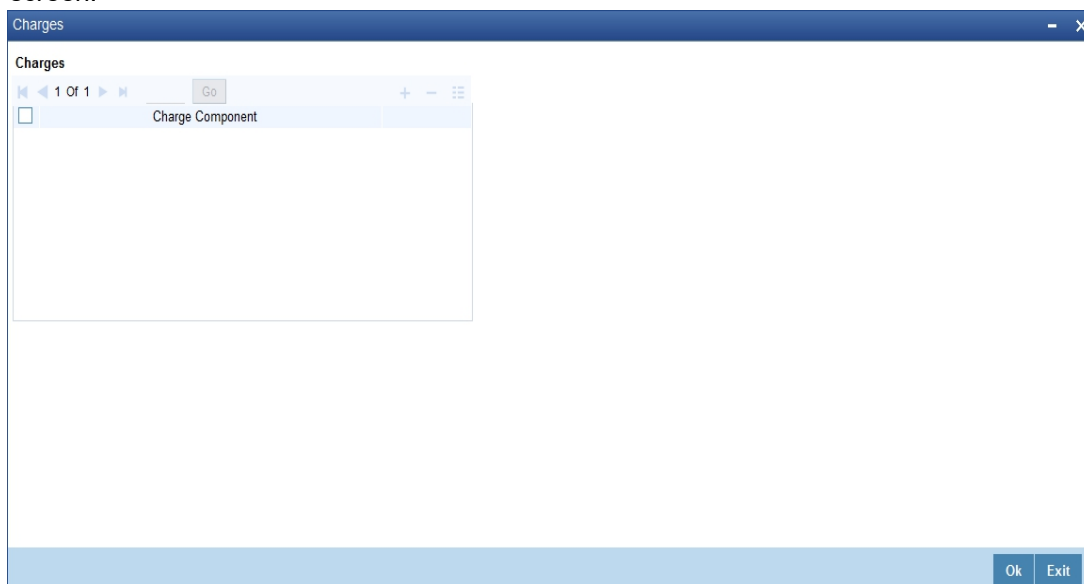 screen.
Charges
Charges
1 Of 1 Go
Charge Component
Ok Exit